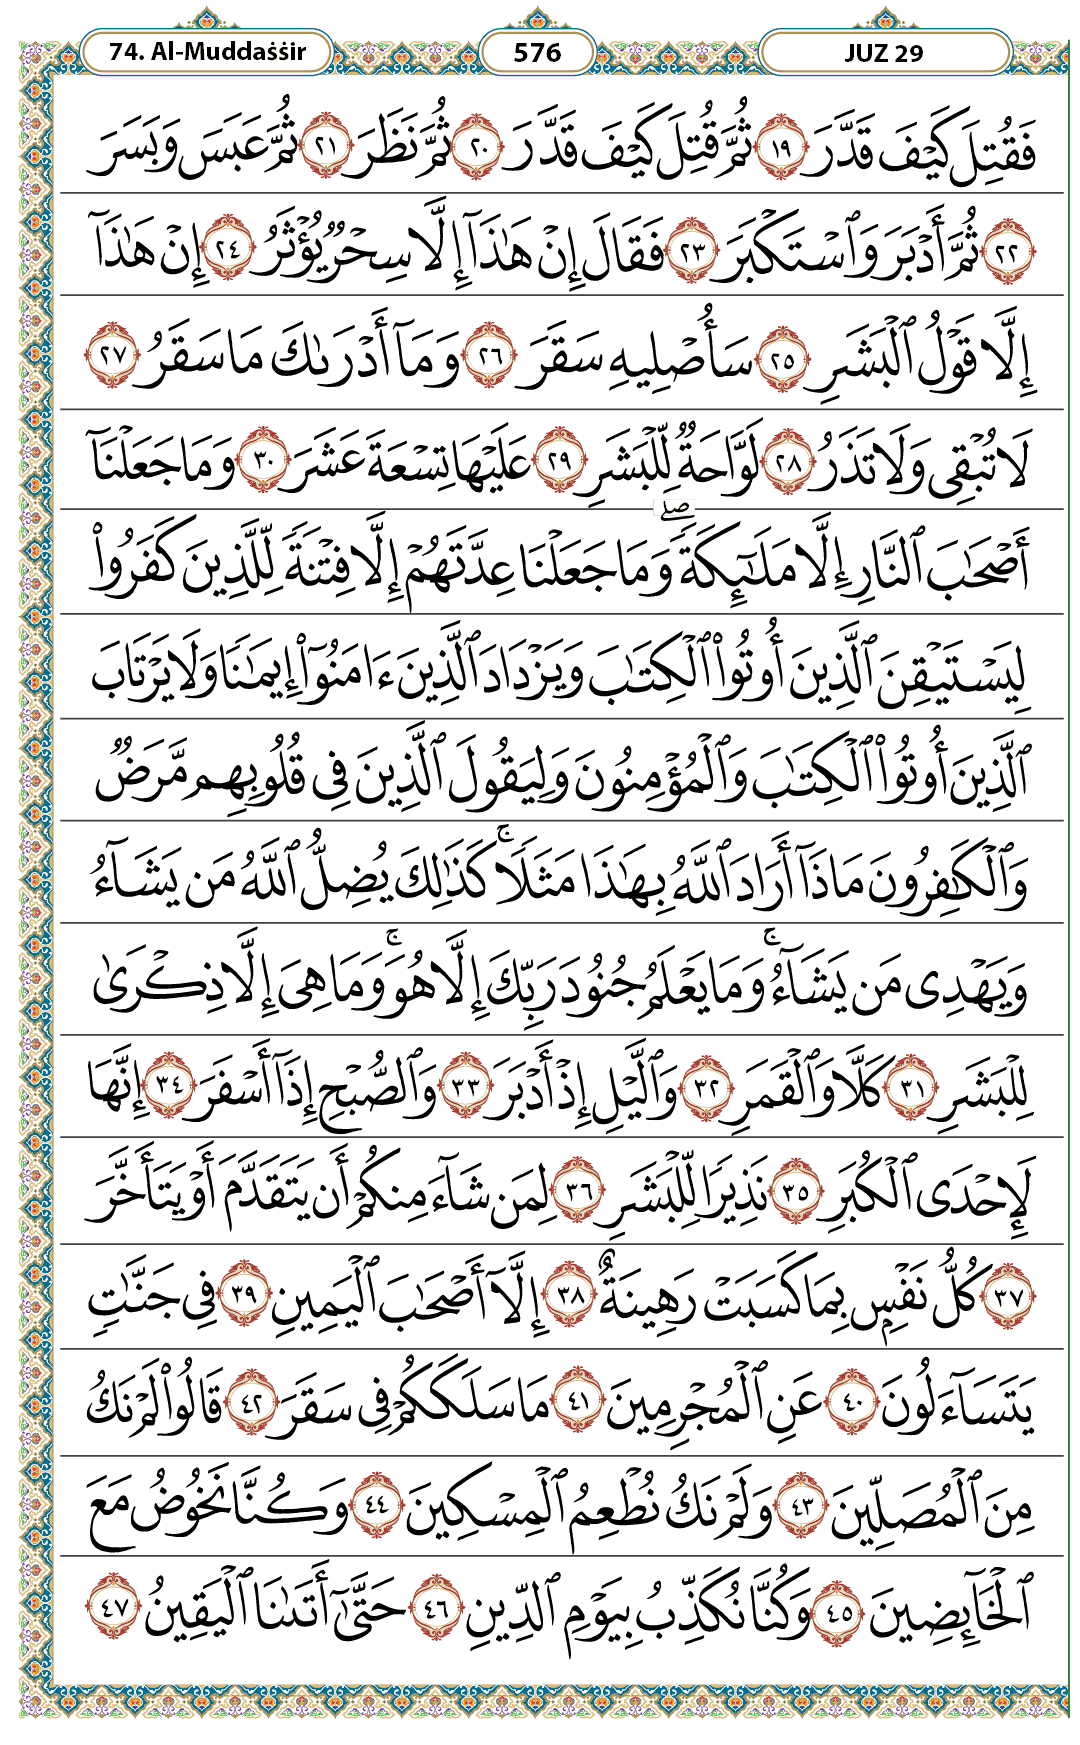 74. Al-Muddaṡṡir 576 JUZ 29
فَقُتِلَ كَيۡفَ قَدَّرَ ١٩ ثُمَّ قُتِلَ كَيۡفَ قَدَّرَ ٢٠ ثُمَّ نَظَرَ ٢١ ثُمَّ عَبَسَ وَبَسَرَ
٢٢ ثُمَّ أَدۡبَرَ وَٱسۡتَكۡبَرَ ٢٣ فَقَالَ إِنۡ هَٰذَآ إِلَّا سِحۡرٞ يُؤۡثَرُ ٢٤ إِنۡ هَٰذَآ
إِلَّا قَوۡلُ ٱلۡبَشَرِ ٢٥ سَأُصۡلِيهِ سَقَرَ ٢٦ وَمَآ أَدۡرَىٰكَ مَا سَقَرُ ٢٧
لَا تُبۡقِي وَلَا تَذَرُ ٢٨ لَوَّاحَةٞ لِّلۡبَشَرِ ٢٩ عَلَيۡهَا تِسۡعَةَ عَشَرَ ٣٠ وَمَا جَعَلۡنَآ
أَصۡحَٰبَ ٱلنَّارِ إِلَّا مَلَٰٓئِكَةٗۖ وَمَا جَعَلۡنَا عِدَّتَهُمۡ إِلَّا فِتۡنَةٗ لِّلَّذِينَ كَفَرُواْ
لِيَسۡتَيۡقِنَ ٱلَّذِينَ أُوتُواْ ٱلۡكِتَٰبَ وَيَزۡدَادَ ٱلَّذِينَ ءَامَنُوٓاْ إِيمَٰنٗا وَلَا يَرۡتَابَ
ٱلَّذِينَ أُوتُواْ ٱلۡكِتَٰبَ وَٱلۡمُؤۡمِنُونَ وَلِيَقُولَ ٱلَّذِينَ فِي قُلُوبِهِم مَّرَضٞ
وَٱلۡكَٰفِرُونَ مَاذَآ أَرَادَ ٱللَّهُ بِهَٰذَا مَثَلٗاۚ كَذَٰلِكَ يُضِلُّ ٱللَّهُ مَن يَشَآءُ
وَيَهۡدِي مَن يَشَآءُۚ وَمَا يَعۡلَمُ جُنُودَ رَبِّكَ إِلَّا هُوَۚ وَمَا هِيَ إِلَّا ذِكۡرَىٰ
لِلۡبَشَرِ ٣١ كَلَّا وَٱلۡقَمَرِ ٣٢ وَٱلَّيۡلِ إِذۡ أَدۡبَرَ ٣٣ وَٱلصُّبۡحِ إِذَآ أَسۡفَرَ ٣٤ إِنَّهَا
لَإِحۡدَى ٱلۡكُبَرِ ٣٥ نَذِيرٗا لِّلۡبَشَرِ ٣٦ لِمَن شَآءَ مِنكُمۡ أَن يَتَقَدَّمَ أَوۡ يَتَأَخَّرَ
٣٧ كُلُّ نَفۡسِۭ بِمَا كَسَبَتۡ رَهِينَةٌ ٣٨ إِلَّآ أَصۡحَٰبَ ٱلۡيَمِينِ ٣٩ فِي جَنَّٰتٖ
يَتَسَآءَلُونَ ٤٠ عَنِ ٱلۡمُجۡرِمِينَ ٤١ مَا سَلَكَكُمۡ فِي سَقَرَ ٤٢ قَالُواْ لَمۡ نَكُ
مِنَ ٱلۡمُصَلِّينَ ٤٣ وَلَمۡ نَكُ نُطۡعِمُ ٱلۡمِسۡكِينَ ٤٤ وَكُنَّا نَخُوضُ مَعَ
ٱلۡخَآئِضِينَ ٤٥ وَكُنَّا نُكَذِّبُ بِيَوۡمِ ٱلدِّينِ ٤٦ حَتَّىٰٓ أَتَىٰنَا ٱلۡيَقِينُ ٤٧